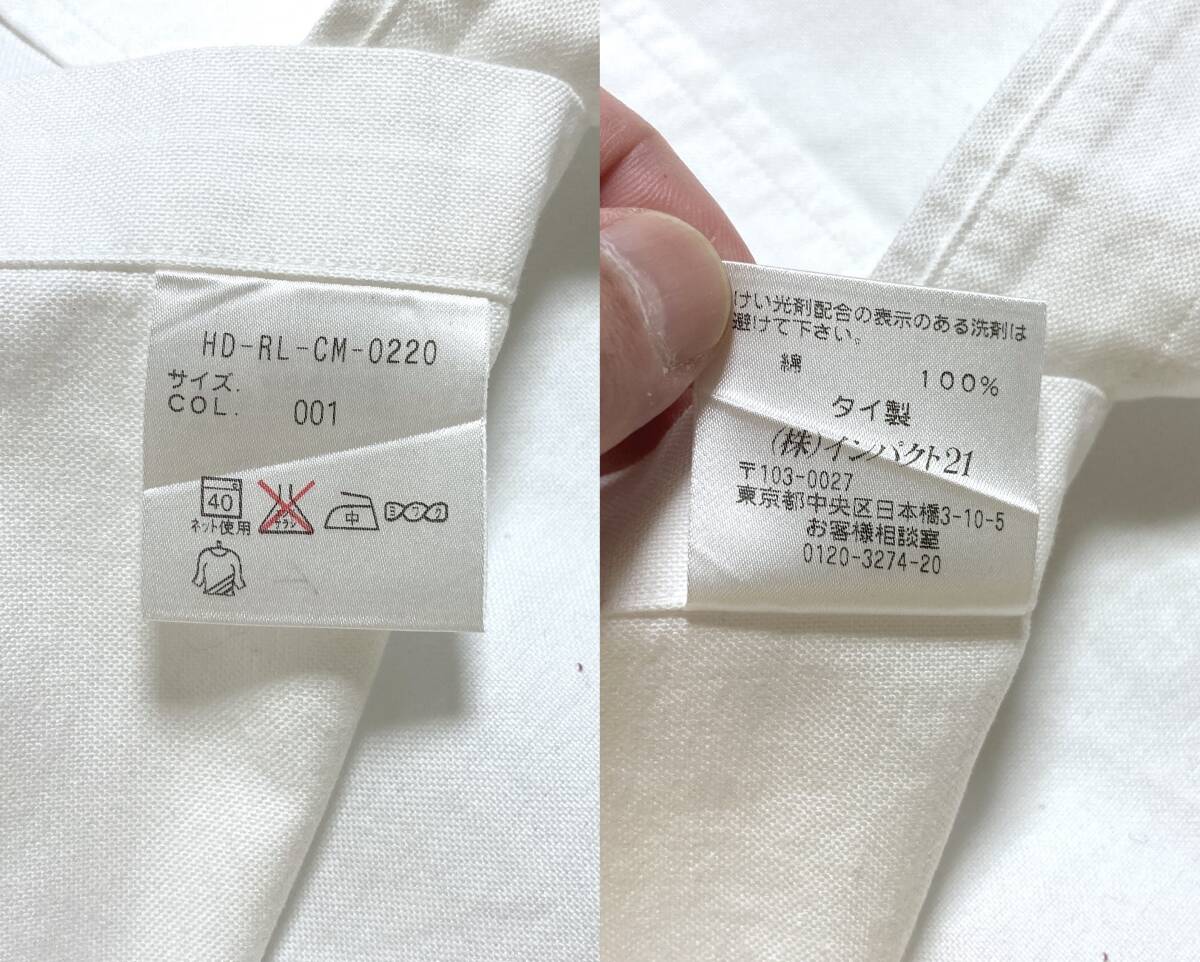 HD-RL-CM-0220
サイズ.
COL. 001
40
ネット使用
エンソサラシ
中
けい光剤配合の表示のある洗剤は
避けて下さい。
綿 100%
タイ製
(株)インパクト21
〒103-0027
東京都中央区日本橋3-10-5
お客様相談室
0120-3274-20